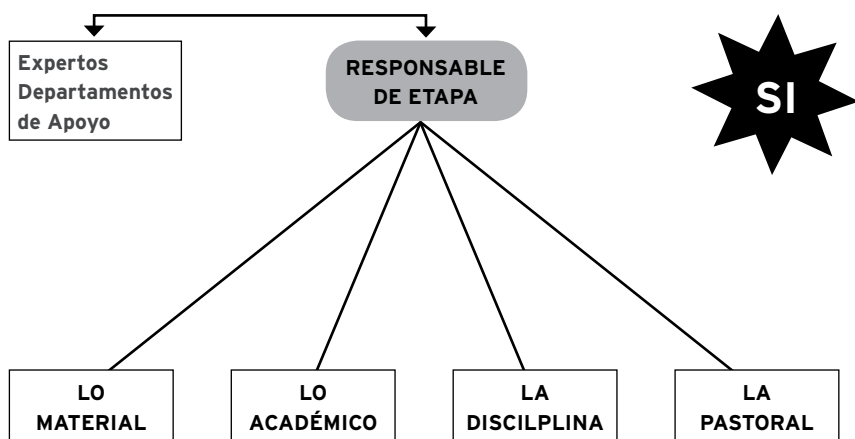 Expertos
Departamentos
de Apoyo
RESPONSABLE
DE ETAPA
SI
LO
MATERIAL
LO
ACADÉMICO
LA
DISCILPLINA
LA
PASTORAL